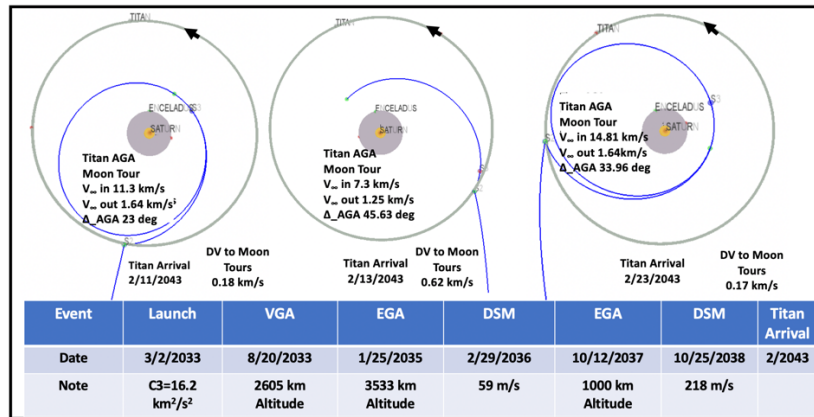 TITAN
ENCELADUS
S3
SATURN
Titan AGA
Moon Tour
V∞ in 11.3 km/s
V∞ out 1.64 km/s
Δ_AGA 23 deg
Titan Arrival
2/11/2043
DV to Moon
Tours
0.18 km/s
TITAN
ENCELADUS
SATURN
Titan AGA
Moon Tour
V∞ in 7.3 km/s
V∞ out 1.25 km/s
Δ_AGA 45.63 deg
Titan Arrival
2/13/2043
DV to Moon
Tours
0.62 km/s
TITAN
S3
ENCELADUS
SATURN
Titan AGA
Moon Tour
V∞ in 14.81 km/s
V∞ out 1.64km/s
Δ_AGA 33.96 deg
Titan Arrival
2/23/2043
DV to Moon
Tours
0.17 km/s
Event Launch VGA EGA DSM EGA DSM Titan
Arrival
Date 3/2/2033 8/20/2033 1/25/2035 2/29/2036 10/12/2037 10/25/2038 2/2043
Note C3=16.2 2605 km 3533 km 59 m/s 1000 km 218 m/s
km²/s² Altitude Altitude Altitude